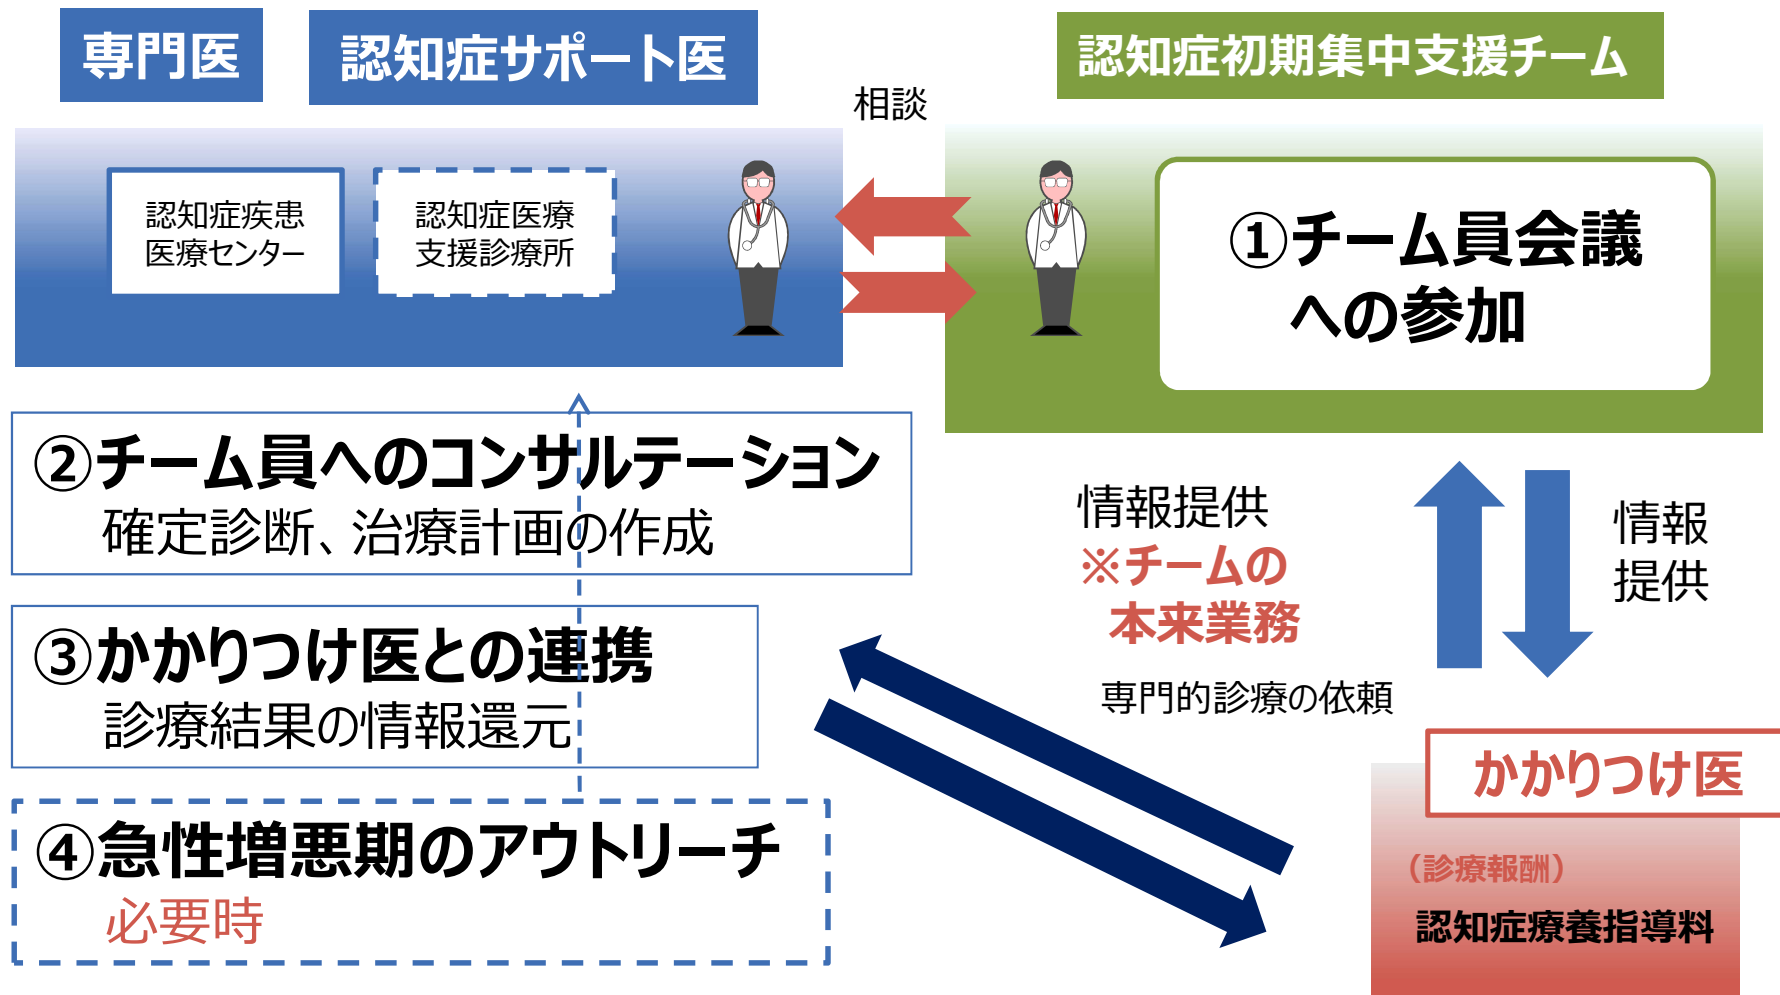 専門医
認知症サポート医
認知症初期集中支援チーム
相談
認知症疾患
医療センター
認知症医療
支援診療所
①チーム員会議
への参加
②チーム員へのコンサルテーション
確定診断、治療計画の作成
③かかりつけ医との連携
診療結果の情報還元
④急性増悪期のアウトリーチ
必要時
情報提供
※チームの
本来業務
専門的診療の依頼
情報
提供
かかりつけ医
（診療報酬）
認知症療養指導料